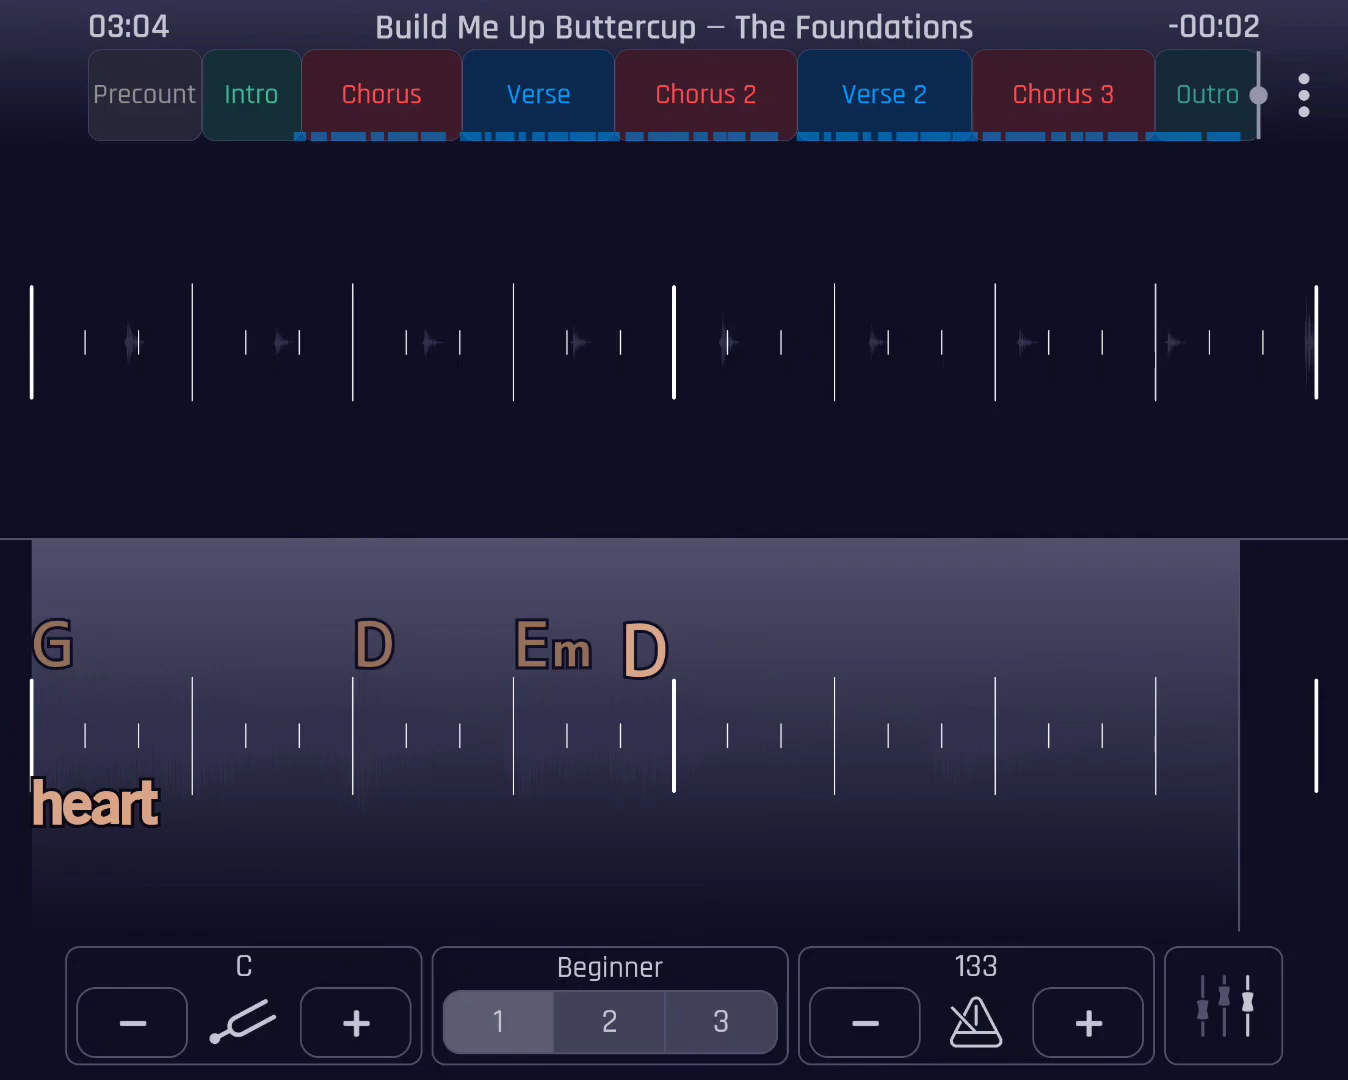 03:04 Build Me Up Buttercup – The Foundations -00:02
Precount Intro Chorus Verse Chorus 2 Verse 2 Chorus 3 Outro
G D Em D
heart
C Beginner 133
− + 1 2 3 − +